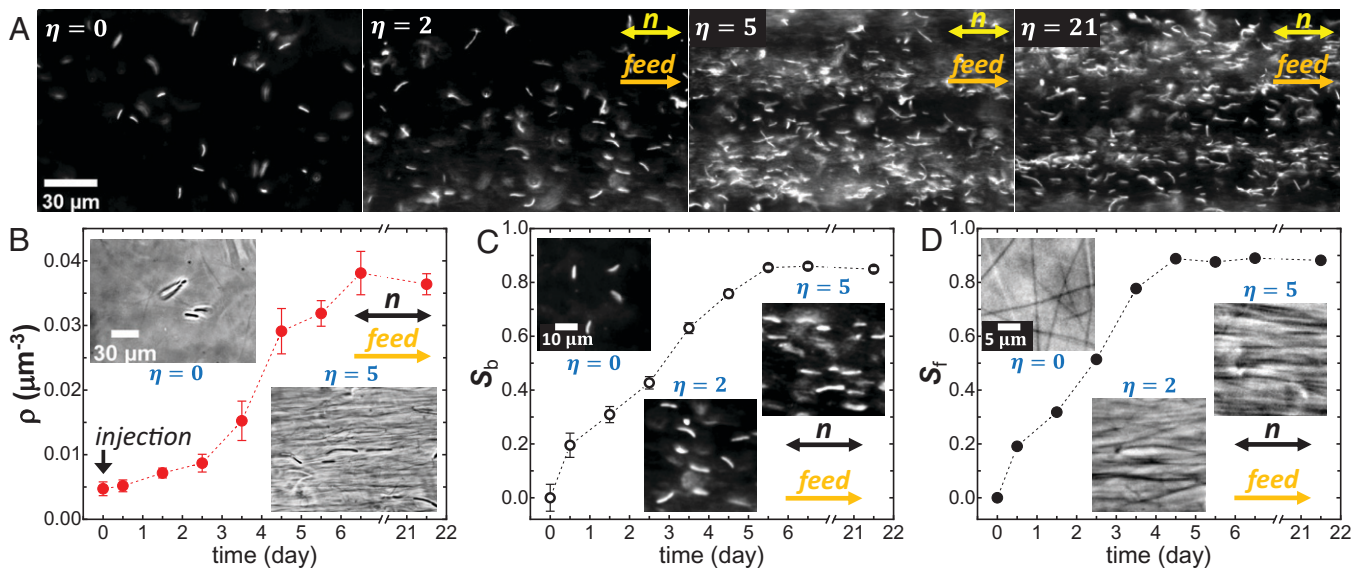 A
η = 0
30 μm
η = 2
n
feed
η = 5
n
feed
η = 21
n
feed
B
ρ (μm⁻³)
0.04
0.03
0.02
0.01
0.00
30 μm
η = 0
n
feed
η = 5
injection
0 1 2 3 4 5 6 21 22
time (day)
C
S_b
1.0
0.8
0.6
0.4
0.2
0.0
10 μm
η = 0
η = 5
η = 2
n
feed
0 1 2 3 4 5 6 21 22
time (day)
D
S_f
1.0
0.8
0.6
0.4
0.2
0.0
5 μm
η = 0
η = 5
η = 2
n
feed
0 1 2 3 4 5 6 21 22
time (day)